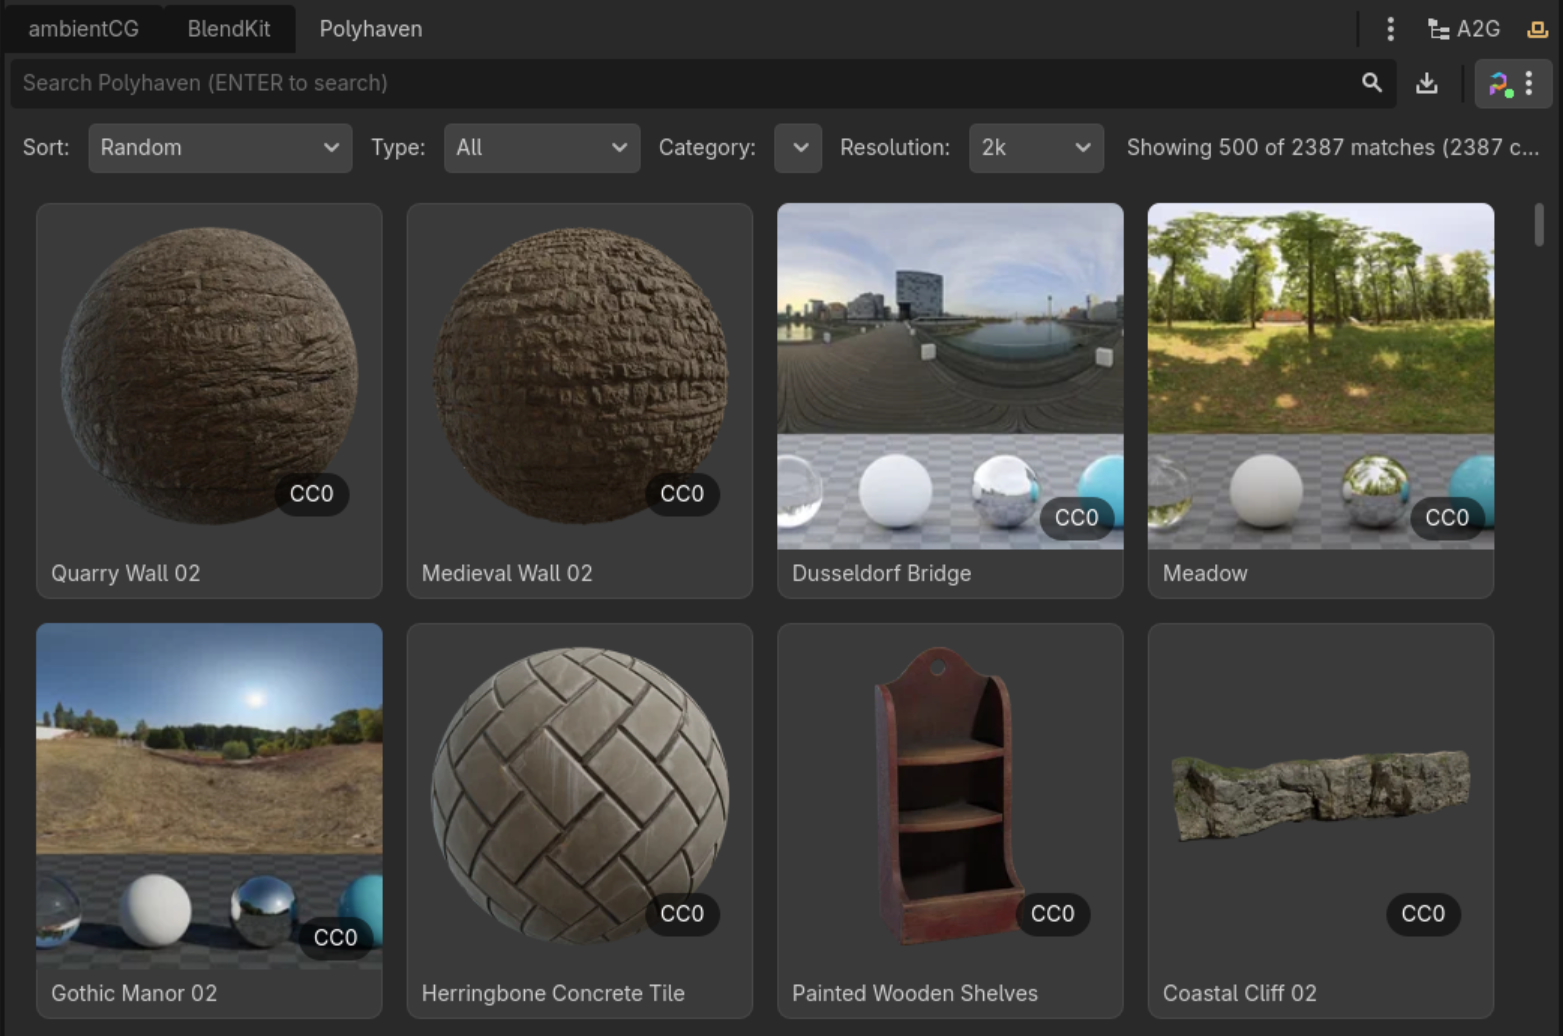 ambientCG BlendKit Polyhaven A2G
Search Polyhaven (ENTER to search)
Sort: Random Type: All Category: Resolution: 2k Showing 500 of 2387 matches (2387 c...
CC0 CC0 CC0 CC0
Quarry Wall 02 Medieval Wall 02 Dusseldorf Bridge Meadow
CC0 CC0 CC0 CC0
Gothic Manor 02 Herringbone Concrete Tile Painted Wooden Shelves Coastal Cliff 02